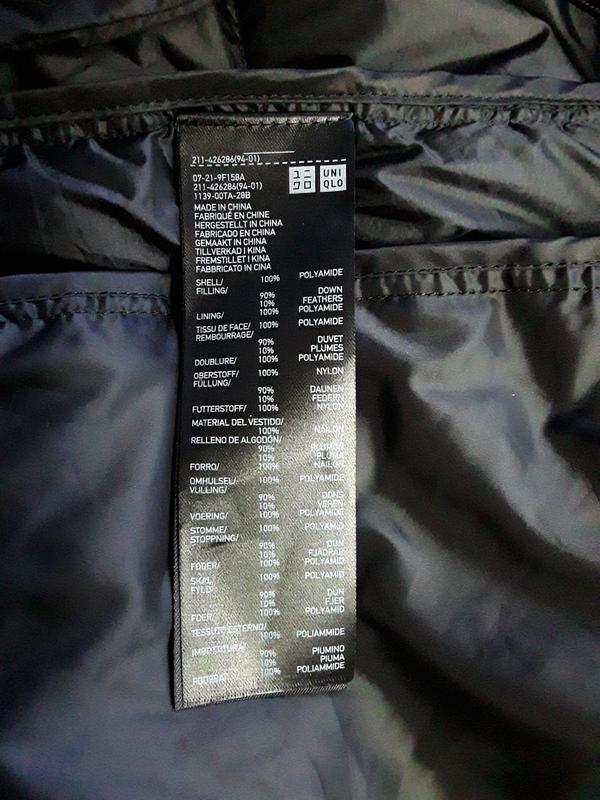 211-426286(94-01)
07-21-9F158A
211-426286(94-01)
1139-00TA-28B
ユニ
クロ
UNI
QLO
MADE IN CHINA
FABRIQUÉ EN CHINE
HERGESTELLT IN CHINA
FABRICADO EN CHINA
GEMAAKT IN CHINA
TILLVERKAD I KINA
FREMSTILLET I KINA
FABBRICATO IN CINA
SHELL/ 100% POLYAMIDE
FILLING/
90% DOWN
10% FEATHERS
LINING/ 100% POLYAMIDE
TISSU DE FACE/ 100% POLYAMIDE
REMBOURRAGE/
90% DUVET
10% PLUMES
DOUBLURE/ 100% POLYAMIDE
OBERSTOFF/ 100% NYLON
FÜLLUNG/
90% DAUNEN
10% FEDERN
FUTTERSTOFF/ 100% NYLON
MATERIAL DEL VESTIDO/
100% NAILON
RELLENO DE ALGODÓN/
90% PLUMÓN
10% PLUMA
FORRO/ 100% NAILON
OMHULSEL/ 100% POLYAMIDE
VULLING/
90% DONS
10% VEREN
VOERING/ 100% POLYAMIDE
STOMME/ 100% POLYAMID
STOPPNING/
90% DUN
10% FJÄDRAR
FODER/ 100% POLYAMID
SKAL/ 100% POLYAMID
FYLD/
90% DUN
10% FJER
FOER/ 100% POLYAMID
TESSUTO ESTERNO/
100% POLIAMMIDE
IMBOTTITURA/
90% PIUMINO
10% PIUMA
FODERA/ 100% POLIAMMIDE